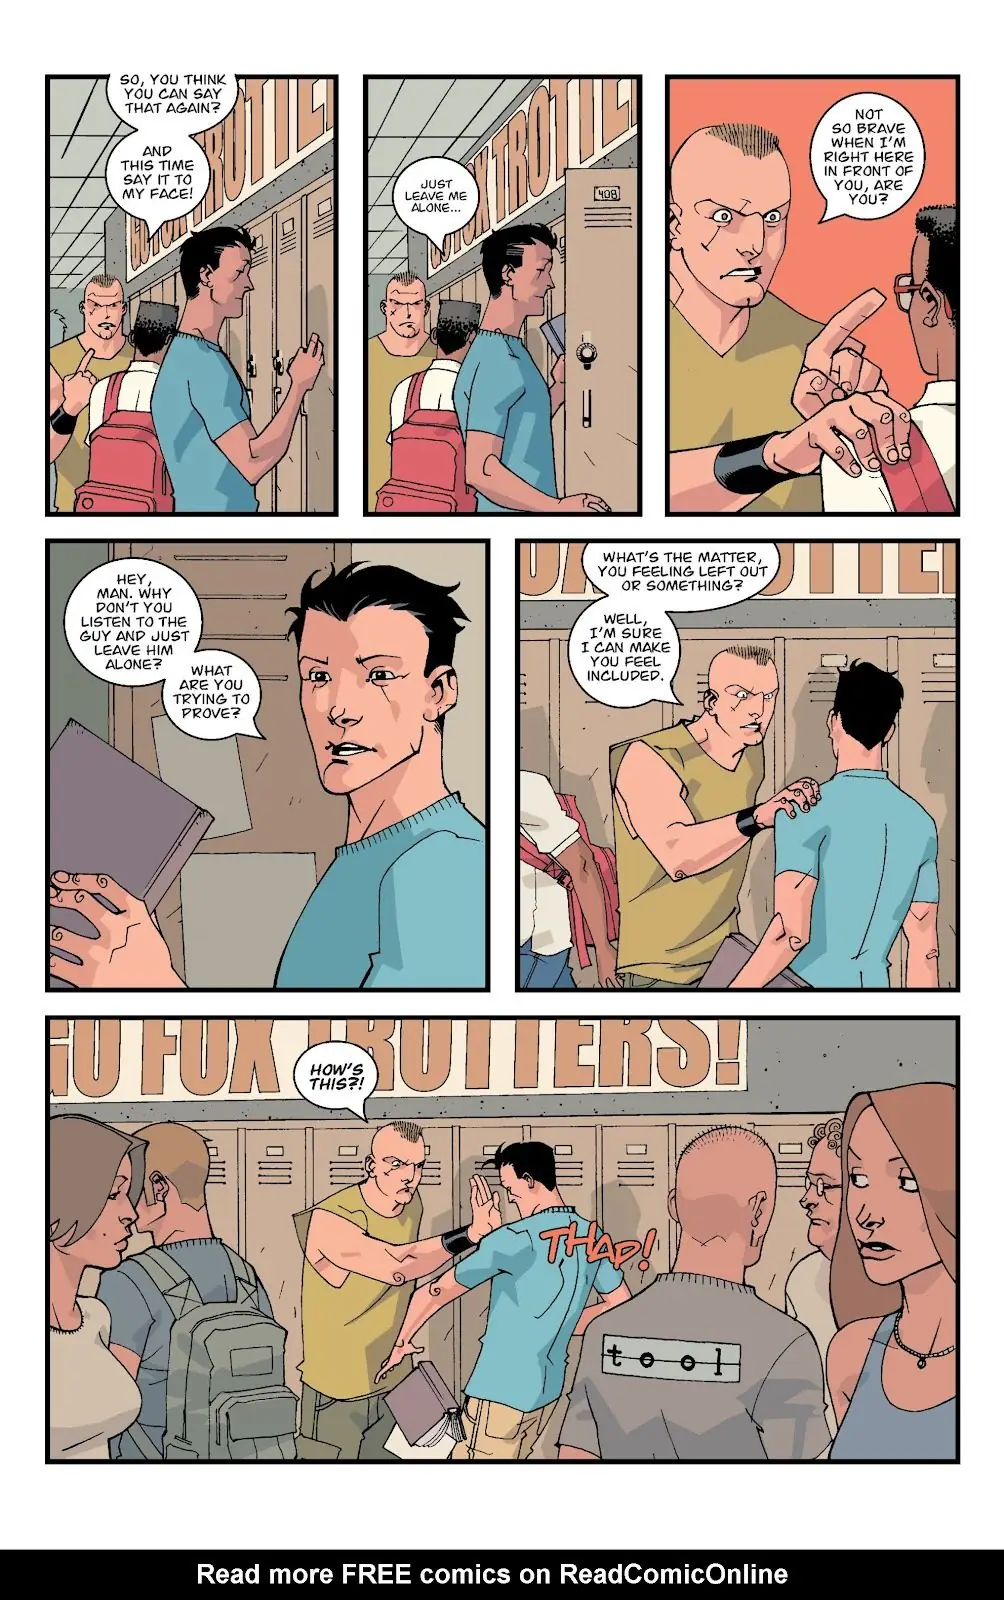 SO, YOU THINK
YOU CAN SAY
THAT AGAIN?
AND
THIS TIME
SAY IT TO
MY FACE!
JUST
LEAVE ME
ALONE...
408
NOT
SO BRAVE
WHEN I'M
RIGHT HERE
IN FRONT OF
YOU, ARE
YOU?
HEY,
MAN. WHY
DON'T YOU
LISTEN TO THE
GUY AND JUST
LEAVE HIM
ALONE?
WHAT
ARE YOU
TRYING TO
PROVE?
WHAT'S THE MATTER,
YOU FEELING LEFT OUT
OR SOMETHING?
WELL,
I'M SURE
I CAN MAKE
YOU FEEL
INCLUDED.
GO FOX TROTTERS!
HOW'S
THIS?!
THAP!
tool
Read more FREE comics on ReadComicOnline